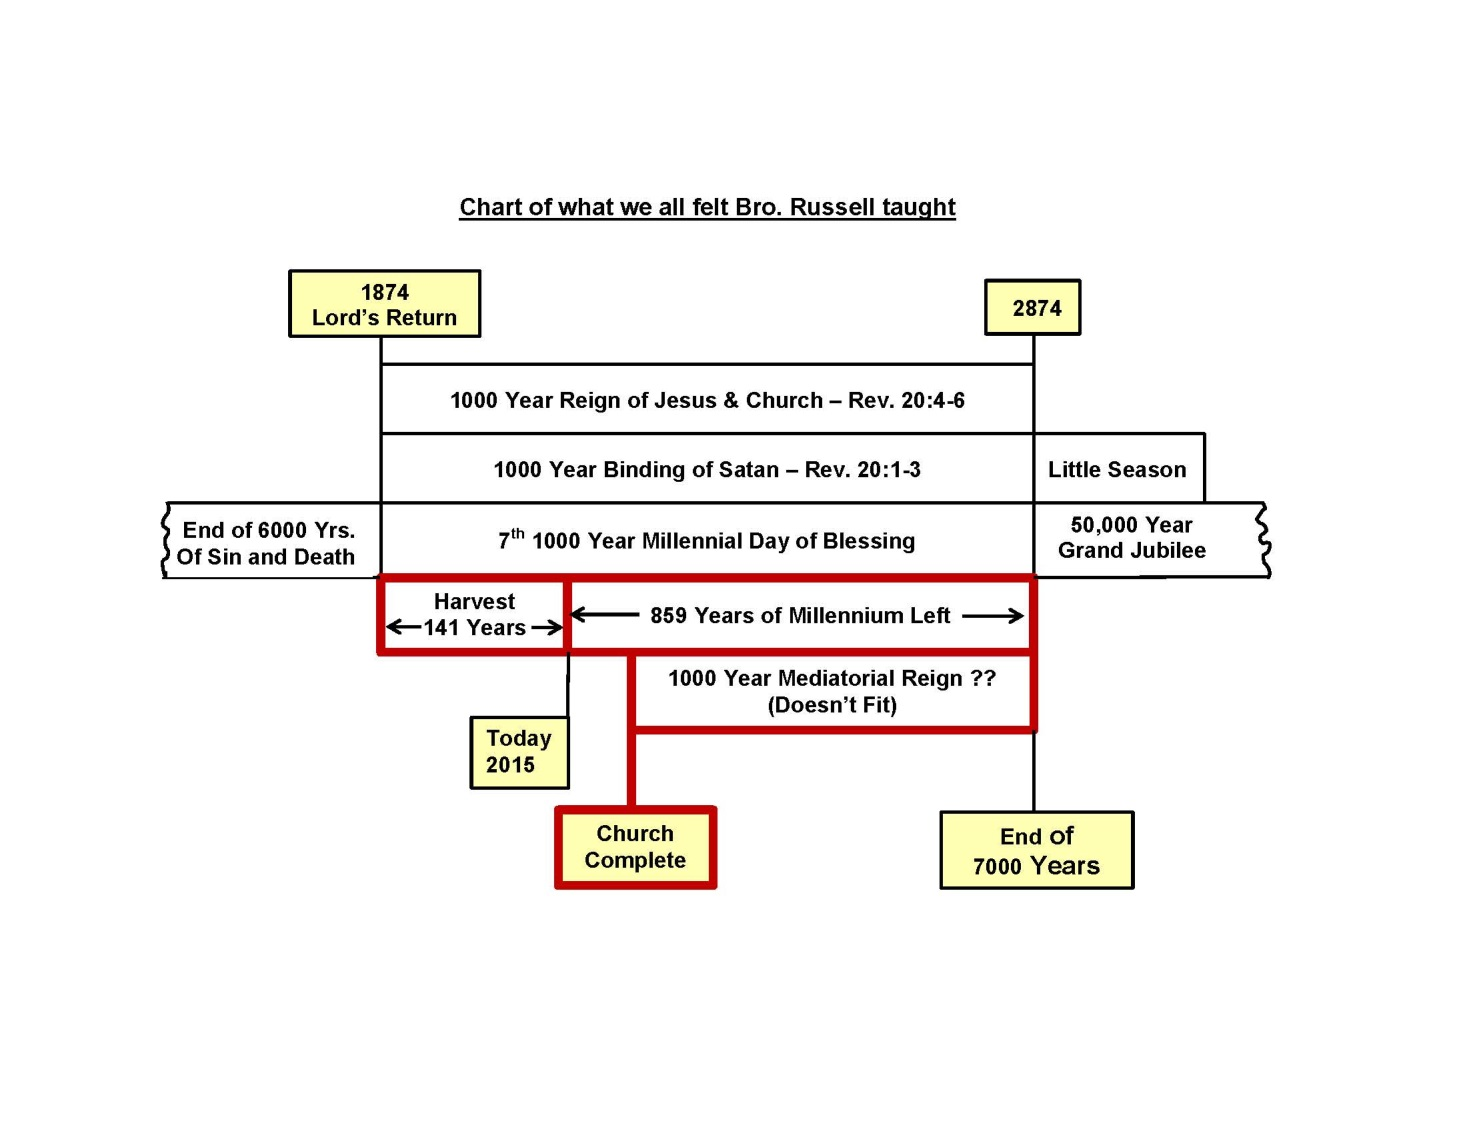 Chart of what we all felt Bro. Russell taught
1874
Lord's Return
2874
1000 Year Reign of Jesus & Church – Rev. 20:4-6
1000 Year Binding of Satan – Rev. 20:1-3
Little Season
End of 6000 Yrs.
Of Sin and Death
7th 1000 Year Millennial Day of Blessing
50,000 Year
Grand Jubilee
Harvest
141 Years
859 Years of Millennium Left
1000 Year Mediatorial Reign ??
(Doesn't Fit)
Today
2015
Church
Complete
End of
7000 Years